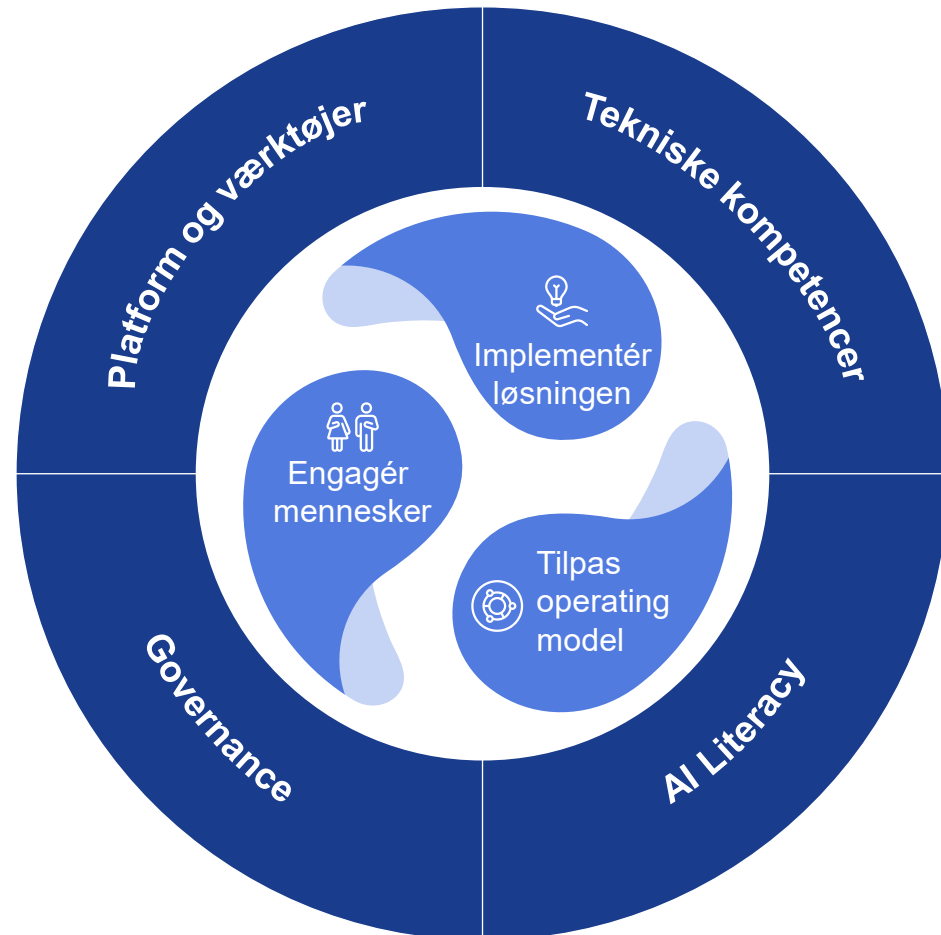 Platform og værktøjer
Tekniske kompetencer
Implementér
løsningen
Engagér
mennesker
Tilpas
operating
model
Governance
AI Literacy